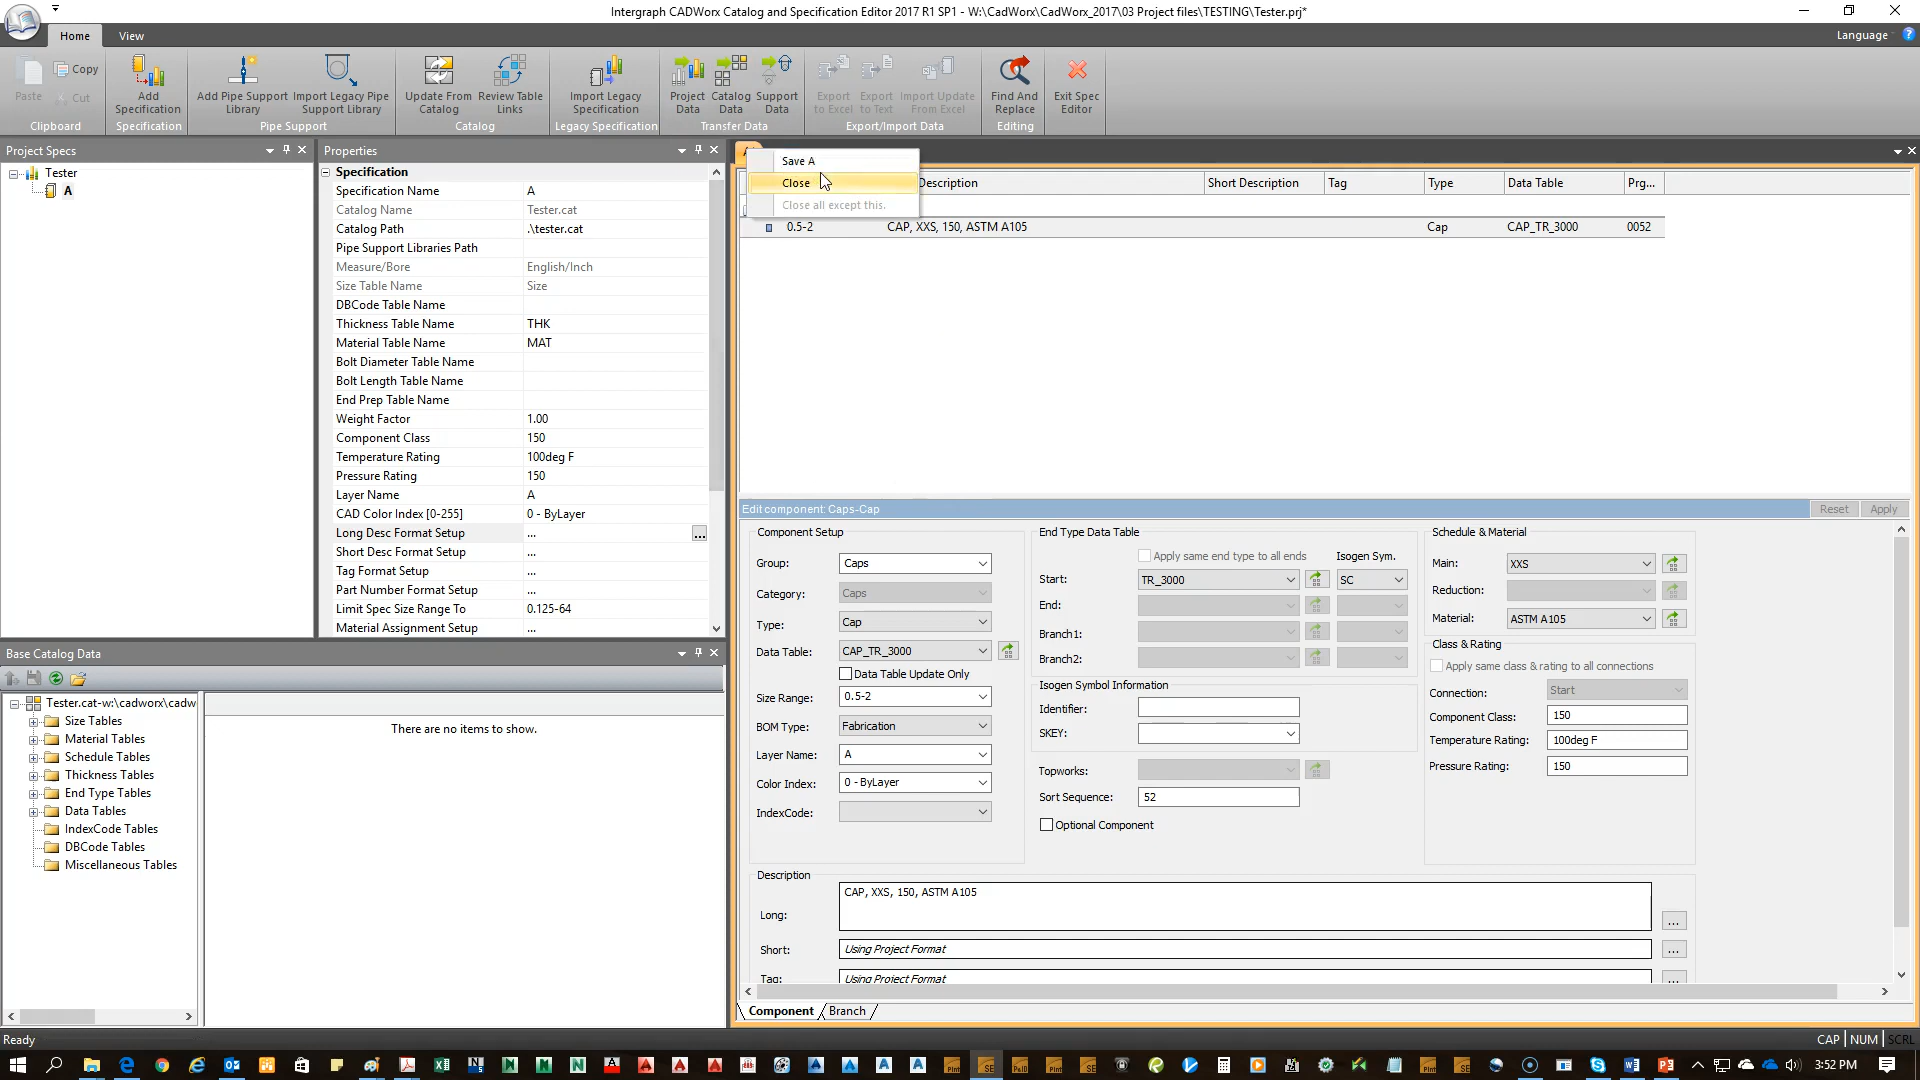 Intergraph CADWorx Catalog and Specification Editor 2017 R1 SP1 - W:\CadWorx\CadWorx_2017\03 Project files\TESTING\Tester.prj*
Home View Language
Paste Copy Cut Add Specification Add Pipe Support Library Import Legacy Pipe Support Library Update From Catalog Review Table Links Import Legacy Specification Project Data Catalog Data Support Data Export to Excel Export to Text Import Update From Excel Find And Replace Exit Spec Editor
Clipboard Specification Pipe Support Catalog Legacy Specification Transfer Data Export/Import Data Editing
Project Specs
Tester
A
Properties
Specification
Specification Name A
Catalog Name Tester.cat
Catalog Path .\tester.cat
Pipe Support Libraries Path
Measure/Bore English/Inch
Size Table Name Size
DBCode Table Name
Thickness Table Name THK
Material Table Name MAT
Bolt Diameter Table Name
Bolt Length Table Name
End Prep Table Name
Weight Factor 1.00
Component Class 150
Temperature Rating 100deg F
Pressure Rating 150
Layer Name A
CAD Color Index [0-255] 0 - ByLayer
Long Desc Format Setup ... ...
Short Desc Format Setup ...
Tag Format Setup ...
Part Number Format Setup ...
Limit Spec Size Range To 0.125-64
Material Assignment Setup ...
Base Catalog Data
Tester.cat-w:\cadworx\cadw
Size Tables
Material Tables
Schedule Tables
Thickness Tables
End Type Tables
Data Tables
IndexCode Tables
DBCode Tables
Miscellaneous Tables
There are no items to show.
Save A
Close
Close all except this.
Description Short Description Tag Type Data Table Prg...
0.5-2 CAP, XXS, 150, ASTM A105 Cap CAP_TR_3000 0052
Edit component: Caps-Cap Reset Apply
Component Setup
Group: Caps
Category: Caps
Type: Cap
Data Table: CAP_TR_3000
Data Table Update Only
Size Range: 0.5-2
BOM Type: Fabrication
Layer Name: A
Color Index: 0 - ByLayer
IndexCode:
End Type Data Table
Apply same end type to all ends Isogen Sym.
Start: TR_3000 SC
End:
Branch1:
Branch2:
Isogen Symbol Information
Identifier:
SKEY:
Topworks:
Sort Sequence: 52
Optional Component
Schedule & Material
Main: XXS
Reduction:
Material: ASTM A105
Class & Rating
Apply same class & rating to all connections
Connection: Start
Component Class: 150
Temperature Rating: 100deg F
Pressure Rating: 150
Description
Long: CAP, XXS, 150, ASTM A105 ...
Short: Using Project Format ...
Tag: Using Project Format ...
Component Branch
Ready CAP NUM SCRL
3:52 PM